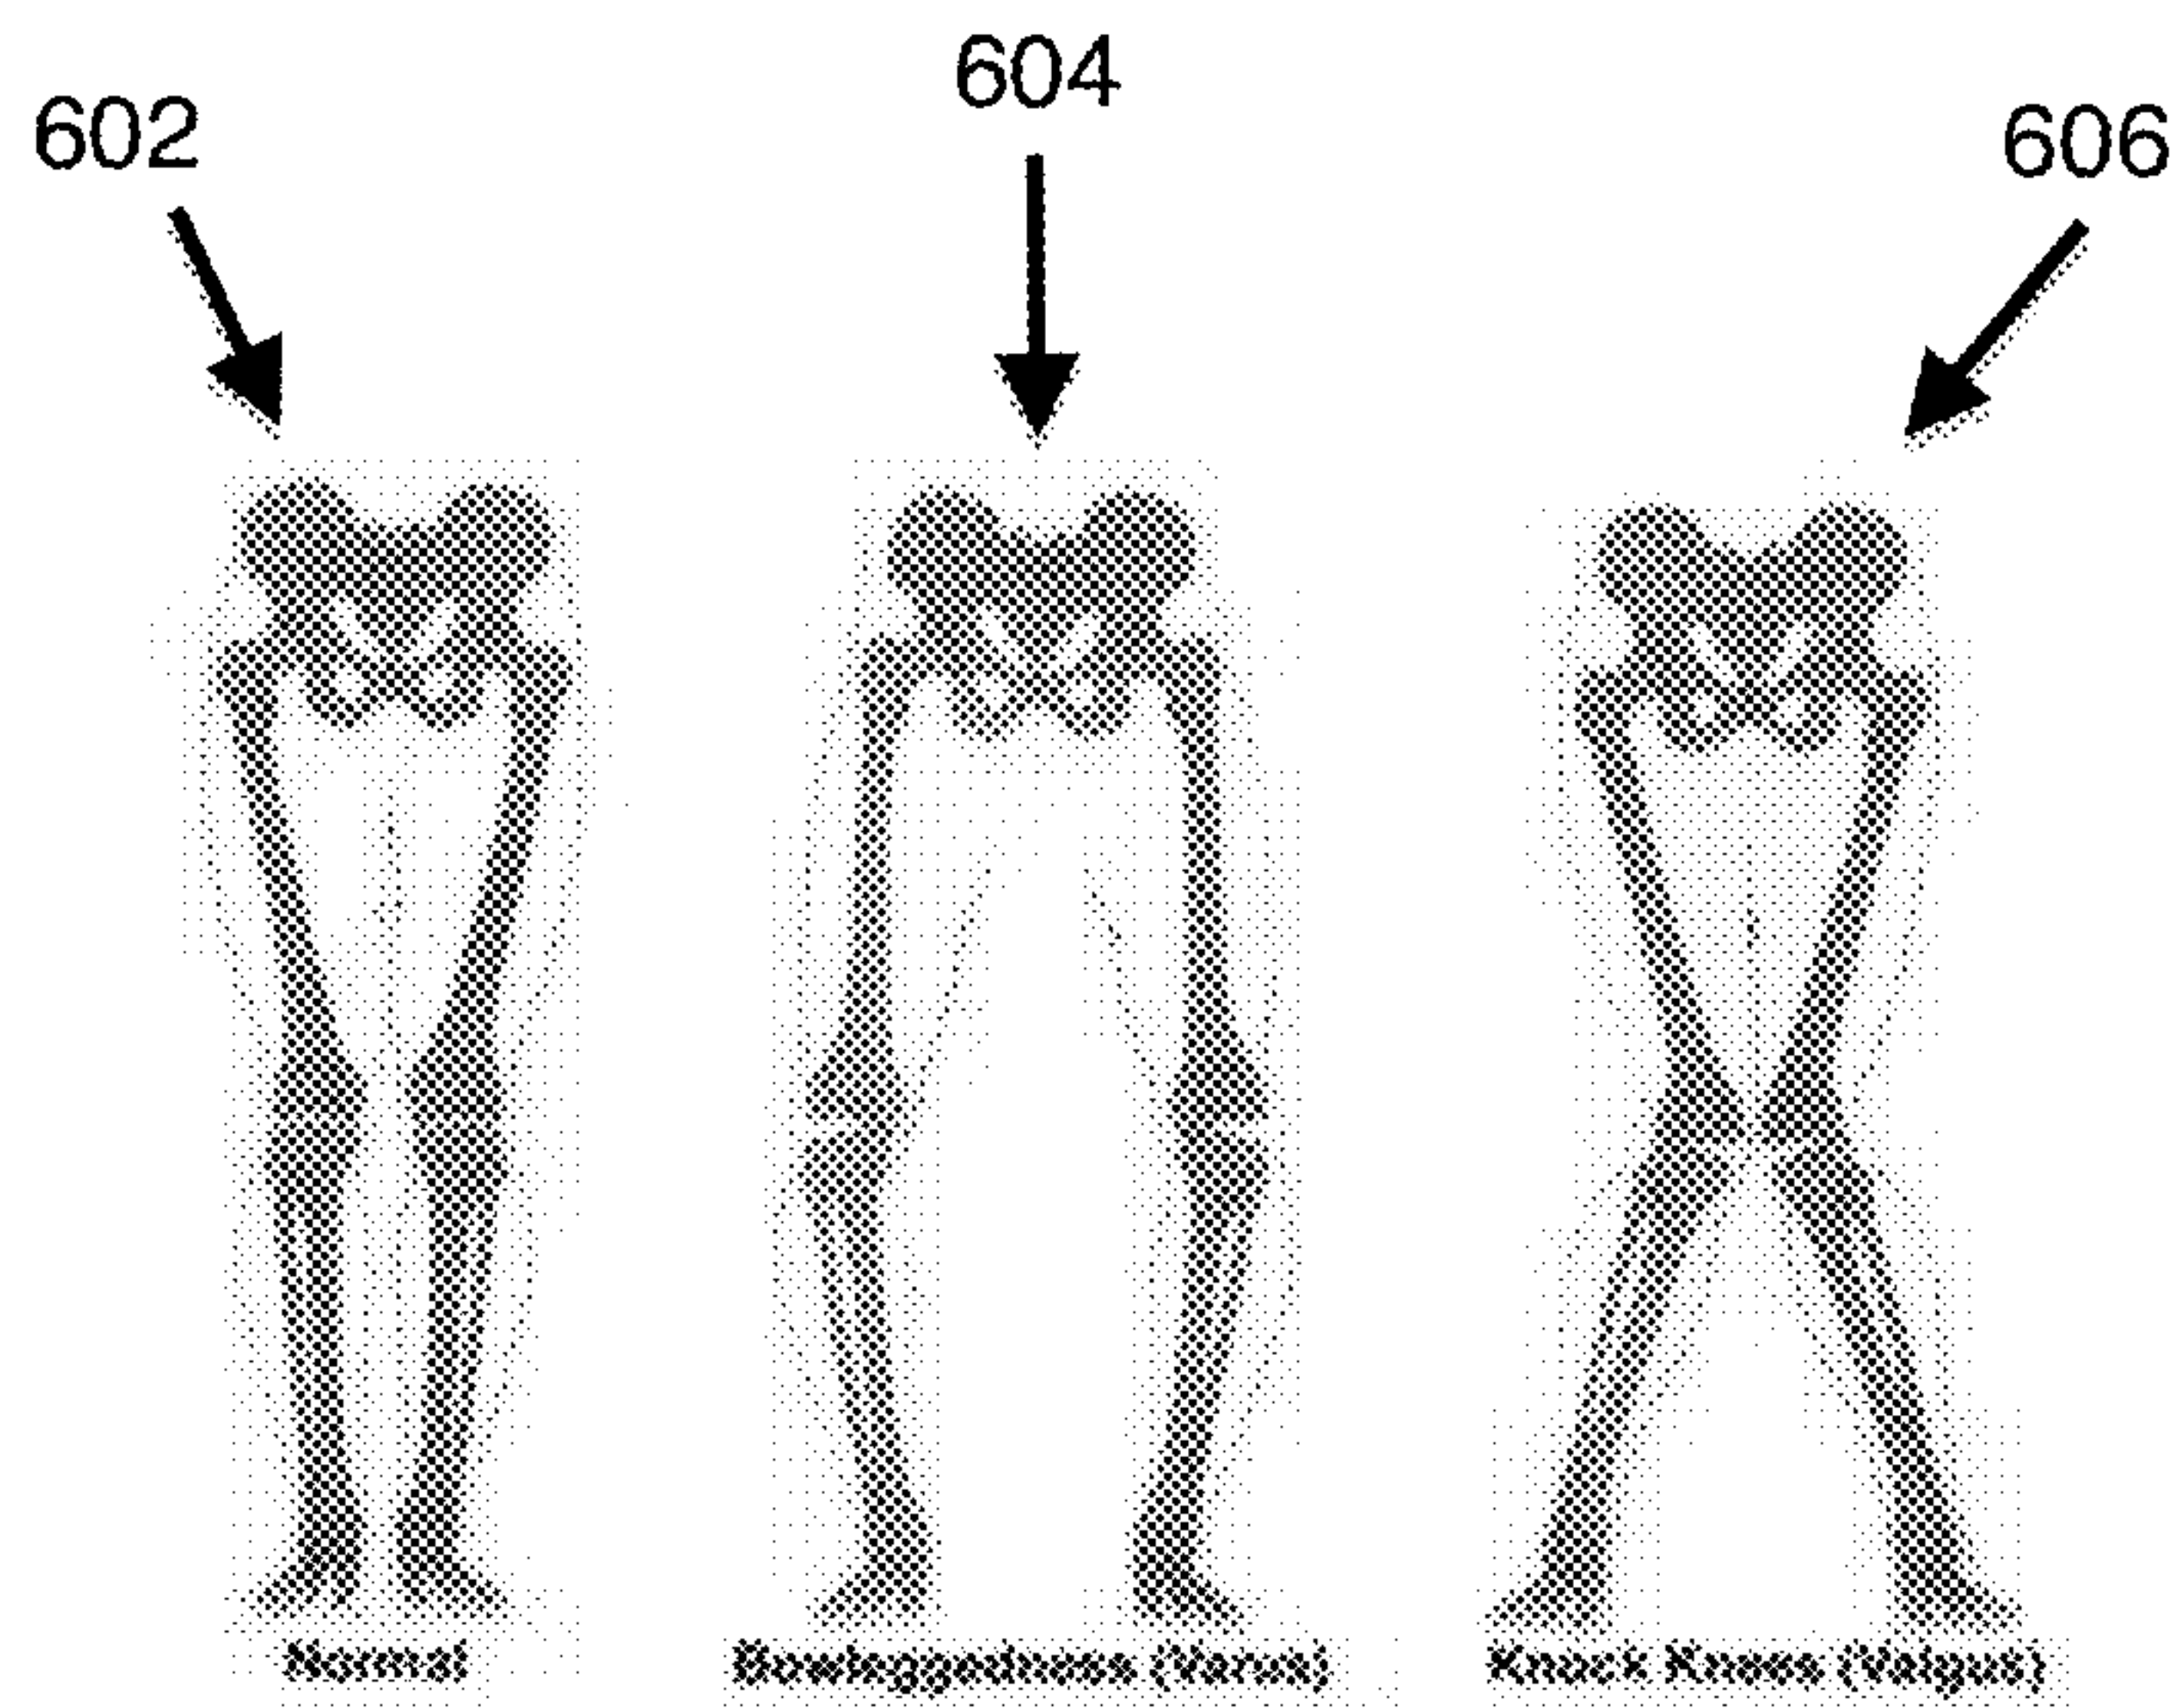 604
602
606
Normal
Bowleggedness (Varus)
Knock Knees (Valgus)